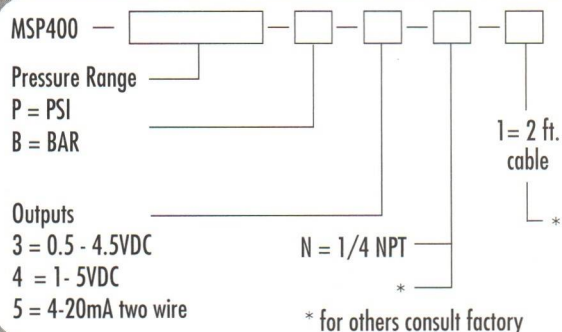 MSP400 — - - - -
Pressure Range
P = PSI
B = BAR
1= 2 ft.
cable
*
Outputs
3 = 0.5 - 4.5VDC
4 = 1- 5VDC
5 = 4-20mA two wire
N = 1/4 NPT
*
* for others consult factory